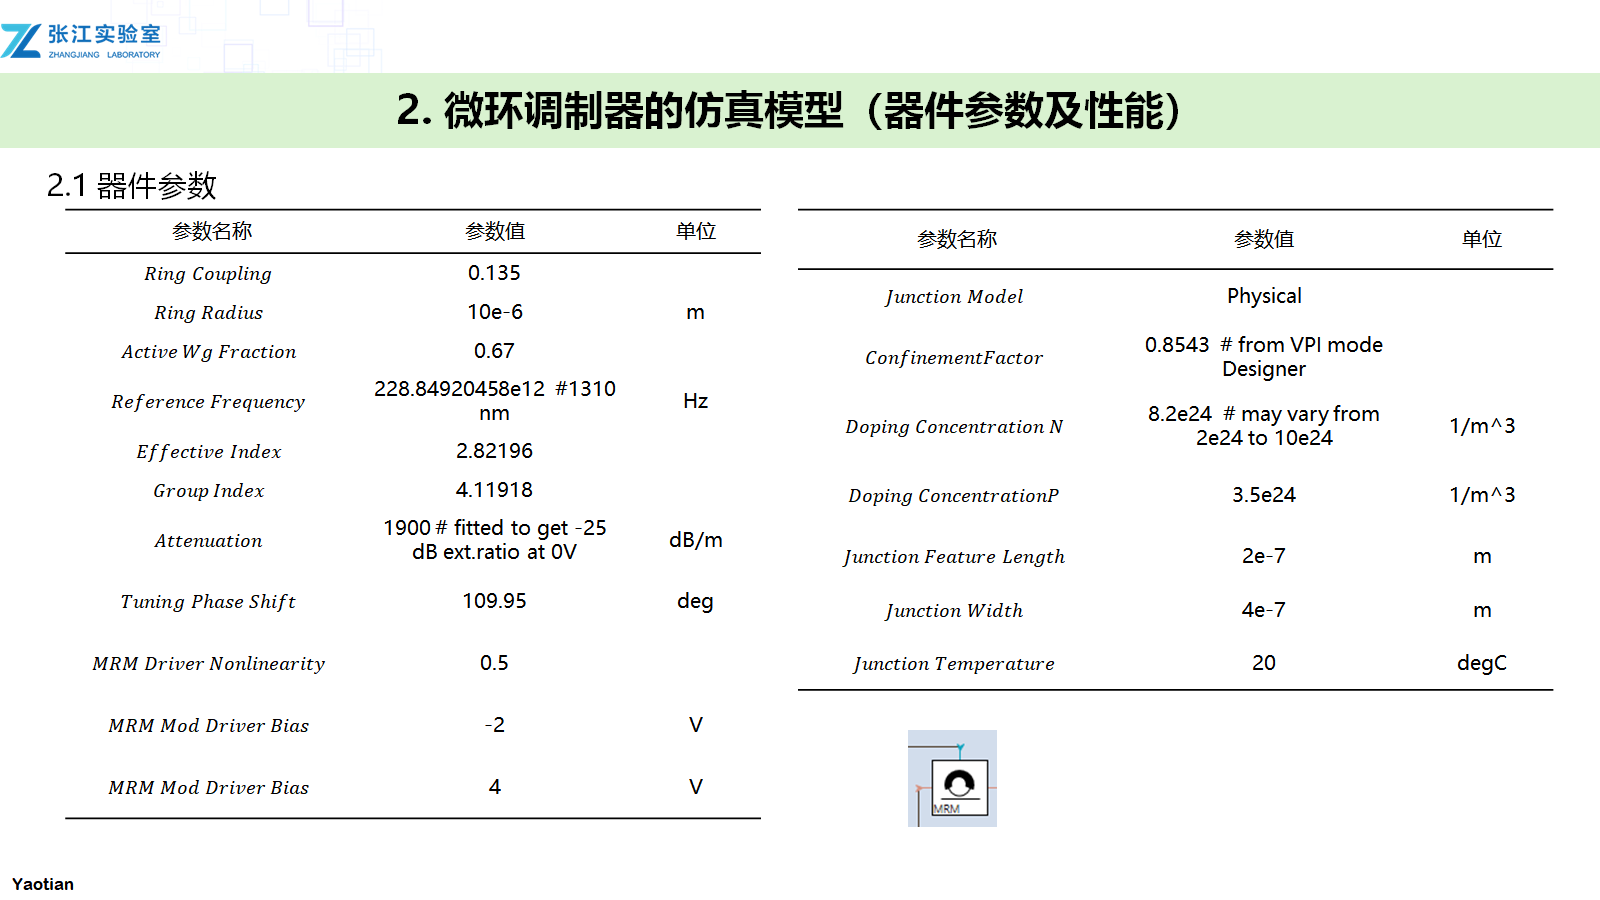 张江实验室
ZHANGJIANG LABORATORY
2. 微环调制器的仿真模型（器件参数及性能）
2.1 器件参数
参数名称 参数值 单位
Ring Coupling 0.135
Ring Radius 10e-6 m
Active Wg Fraction 0.67
Reference Frequency 228.84920458e12 #1310 nm Hz
Effective Index 2.82196
Group Index 4.11918
Attenuation 1900 # fitted to get -25 dB ext.ratio at 0V dB/m
Tuning Phase Shift 109.95 deg
MRM Driver Nonlinearity 0.5
MRM Mod Driver Bias -2 V
MRM Mod Driver Bias 4 V
参数名称 参数值 单位
Junction Model Physical
ConfinementFactor 0.8543 # from VPI mode Designer
Doping Concentration N 8.2e24 # may vary from 2e24 to 10e24 1/m^3
Doping ConcentrationP 3.5e24 1/m^3
Junction Feature Length 2e-7 m
Junction Width 4e-7 m
Junction Temperature 20 degC
MRM
Yaotian